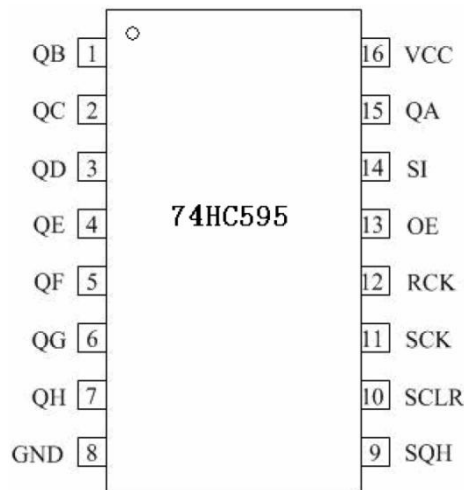 QB 1 16 VCC
QC 2 15 QA
QD 3 14 SI
QE 4 74HC595 13 OE
QF 5 12 RCK
QG 6 11 SCK
QH 7 10 SCLR
GND 8 9 SQH